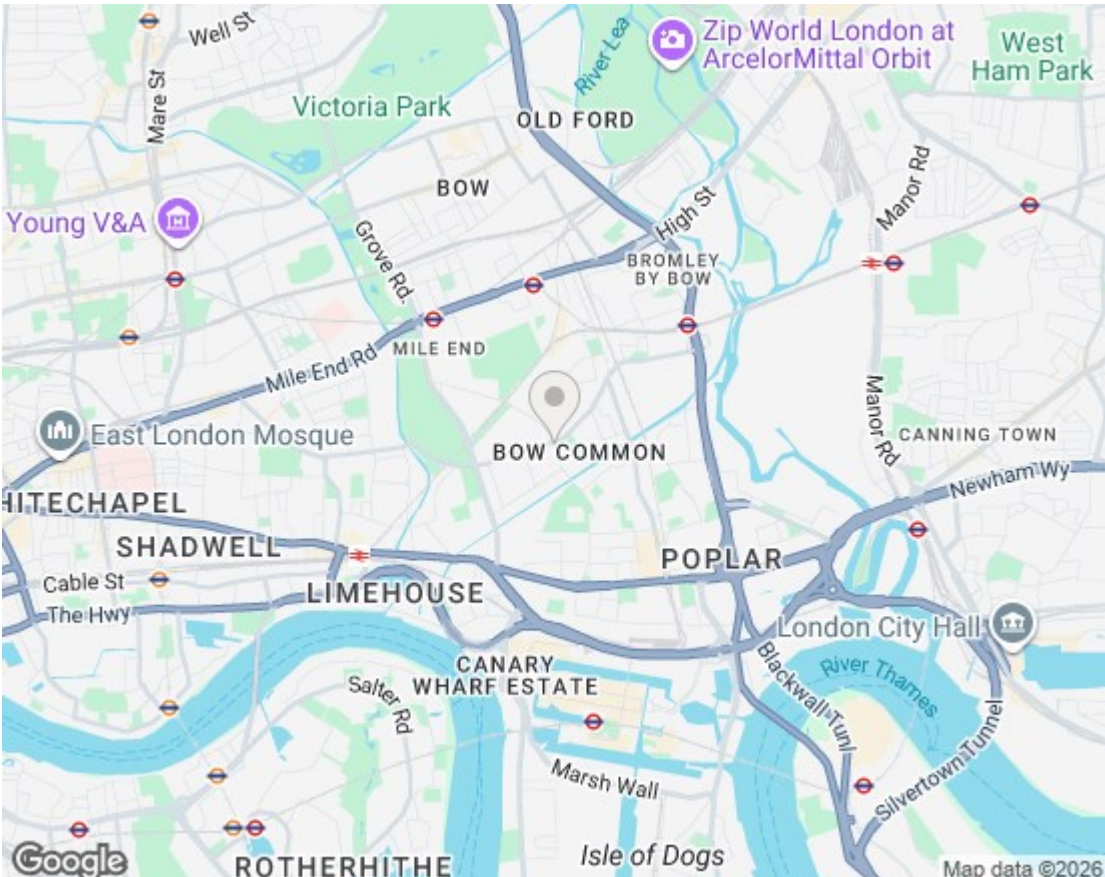 Well St
Zip World London at
ArcelorMittal Orbit
West
Ham Park
River Lea
Mare St
Victoria Park
OLD FORD
BOW
Manor Rd
Young V&A
High St
Grove Rd.
BROMLEY
BY BOW
MILE END
Mile End Rd
Manor Rd
East London Mosque
BOW COMMON
CANNING TOWN
Newham Wy
HITECHAPEL
SHADWELL
POPLAR
Cable St
LIMEHOUSE
The Hwy
London City Hall
CANARY
WHARF ESTATE
Blackwall Tunl
River Thames
Salter Rd
Silvertown Tunnel
Marsh Wall
Google
ROTHERHITHE
Isle of Dogs
Map data ©2026